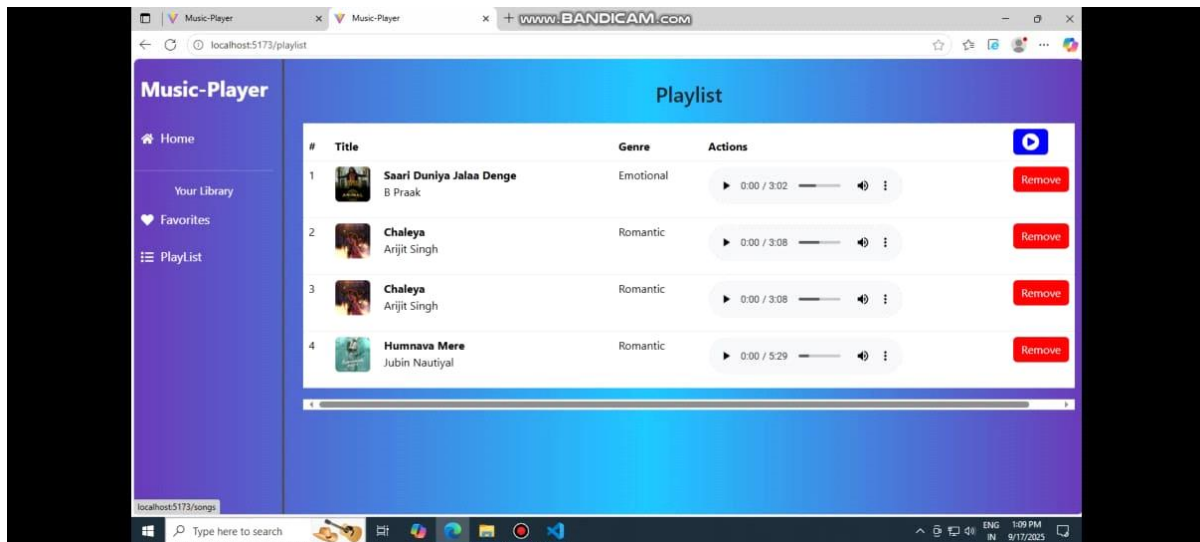 Music-Player
Music-Player
www.BANDICAM.com
localhost:5173/playlist
Music-Player
Home
Your Library
Favorites
PlayList
Playlist
# Title Genre Actions
1 Saari Duniya Jalaa Denge Emotional 0:00 / 3:02 Remove
B Praak
2 Chaleya Romantic 0:00 / 3:08 Remove
Arijit Singh
3 Chaleya Romantic 0:00 / 3:08 Remove
Arijit Singh
4 Humnava Mere Romantic 0:00 / 5:29 Remove
Jubin Nautiyal
localhost:5173/songs
Type here to search
ENG 1:09 PM
IN 9/17/2025